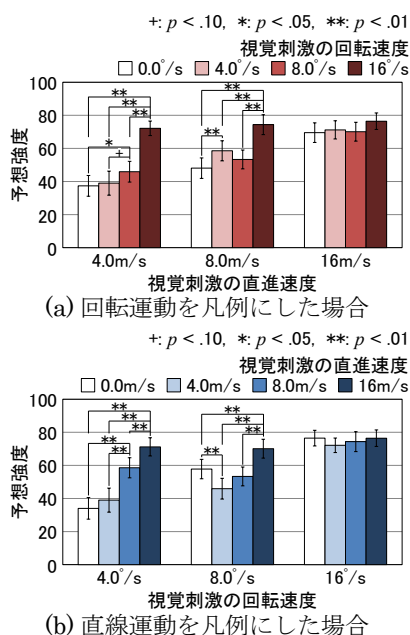 +: p < .10, *: p < .05, **: p < .01
視覚刺激の回転速度
0.0°/s 4.0°/s 8.0°/s 16°/s
100
80
60
40
20
0
予想強度
**
**
**
*
+
**
**
**
**
4.0m/s 8.0m/s 16m/s
視覚刺激の直進速度
(a) 回転運動を凡例にした場合
+: p < .10, *: p < .05, **: p < .01
視覚刺激の直進速度
0.0m/s 4.0m/s 8.0m/s 16m/s
100
80
60
40
20
0
予想強度
**
**
**
**
**
**
**
**
**
4.0°/s 8.0°/s 16°/s
視覚刺激の回転速度
(b) 直線運動を凡例にした場合